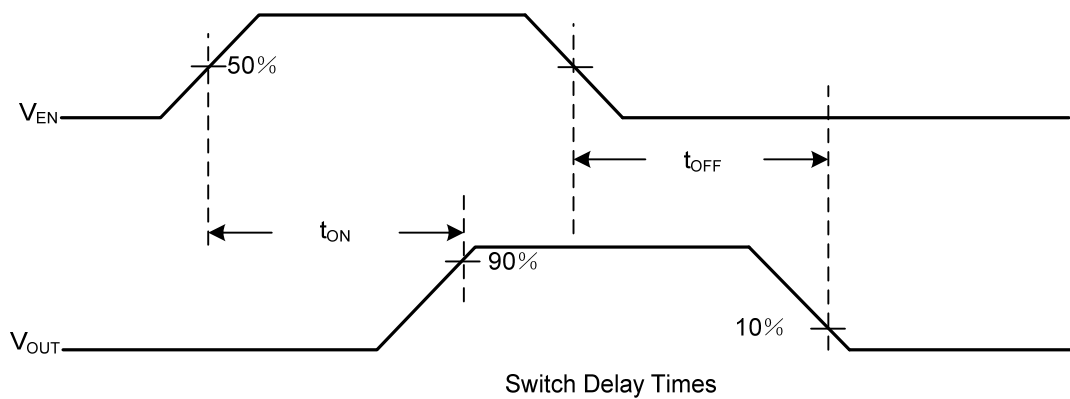 50%
VEN
tOFF
tON
90%
10%
VOUT
Switch Delay Times